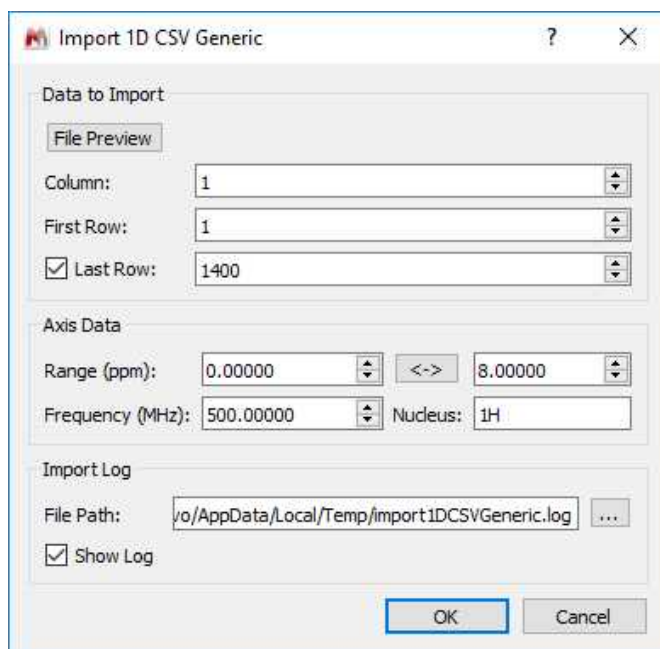 Import 1D CSV Generic ? X
Data to Import
File Preview
Column: 1
First Row: 1
Last Row: 1400
Axis Data
Range (ppm): 0.00000 <-> 8.00000
Frequency (MHz): 500.00000 Nucleus: 1H
Import Log
File Path: /AppData/Local/Temp/import1DCSVGeneric.log ...
Show Log
OK Cancel